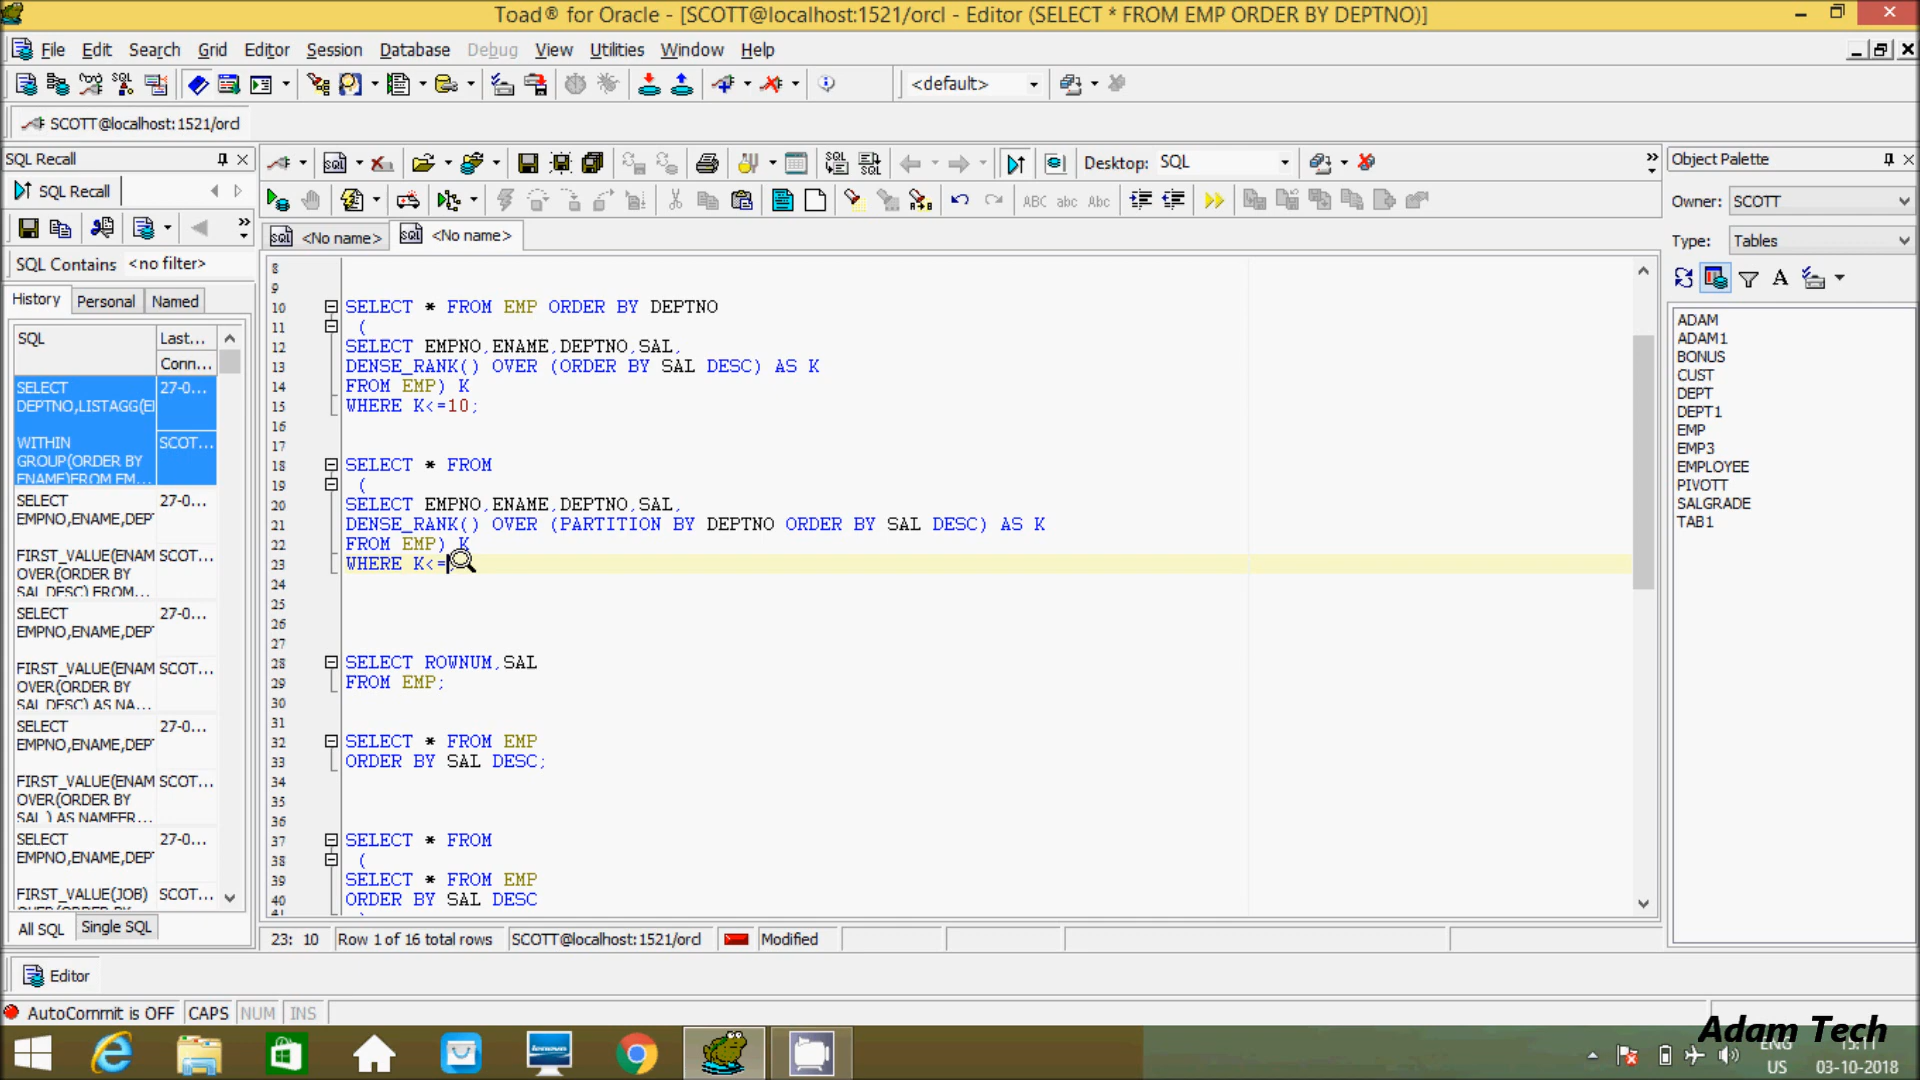 Toad® for Oracle - [SCOTT@localhost:1521/orcl - Editor (SELECT * FROM EMP ORDER BY DEPTNO)]
File Edit Search Grid Editor Session Database Debug View Utilities Window Help
<default>
SCOTT@localhost:1521/orcl
SQL Recall
Desktop: SQL
Object Palette
SQL Recall
Owner: SCOTT
<No name> <No name>
Type: Tables
SQL Contains <no filter>
History Personal Named
SQL Last...
Conn...
SELECT 27-0...
DEPTNO,LISTAGG(E
WITHIN SCOT...
GROUP(ORDER BY
ENAME)FROM EM...
SELECT 27-0...
EMPNO,ENAME,DEP
FIRST_VALUE(ENAM SCOT...
OVER(ORDER BY
SAL DESC) FROM...
SELECT 27-0...
EMPNO,ENAME,DEP
FIRST_VALUE(ENAM SCOT...
OVER(ORDER BY
SAL DESC) AS NA...
SELECT 27-0...
EMPNO,ENAME,DEP
FIRST_VALUE(ENAM SCOT...
OVER(ORDER BY
SAL ) AS NAMEFR...
SELECT 27-0...
EMPNO,ENAME,DEP
FIRST_VALUE(JOB) SCOT...
All SQL Single SQL
8
9
10 SELECT * FROM EMP ORDER BY DEPTNO
11 (
12 SELECT EMPNO,ENAME,DEPTNO,SAL,
13 DENSE_RANK() OVER (ORDER BY SAL DESC) AS K
14 FROM EMP) K
15 WHERE K<=10;
16
17
18 SELECT * FROM
19 (
20 SELECT EMPNO,ENAME,DEPTNO,SAL,
21 DENSE_RANK() OVER (PARTITION BY DEPTNO ORDER BY SAL DESC) AS K
22 FROM EMP) K
23 WHERE K<=
24
25
26
27
28 SELECT ROWNUM,SAL
29 FROM EMP;
30
31
32 SELECT * FROM EMP
33 ORDER BY SAL DESC;
34
35
36
37 SELECT * FROM
38 (
39 SELECT * FROM EMP
40 ORDER BY SAL DESC
ADAM
ADAM1
BONUS
CUST
DEPT
DEPT1
EMP
EMP3
EMPLOYEE
PIVOTT
SALGRADE
TAB1
23: 10 Row 1 of 16 total rows SCOTT@localhost:1521/orcl Modified
Editor
AutoCommit is OFF CAPS NUM INS
Adam Tech
ENG
15:11
US 03-10-2018